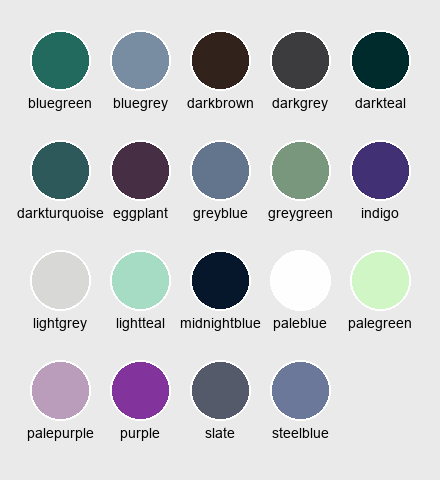 bluegreen bluegrey darkbrown darkgrey darkteal
darkturquoise eggplant greyblue greygreen indigo
lightgrey lightteal midnightblue paleblue palegreen
palepurple purple slate steelblue